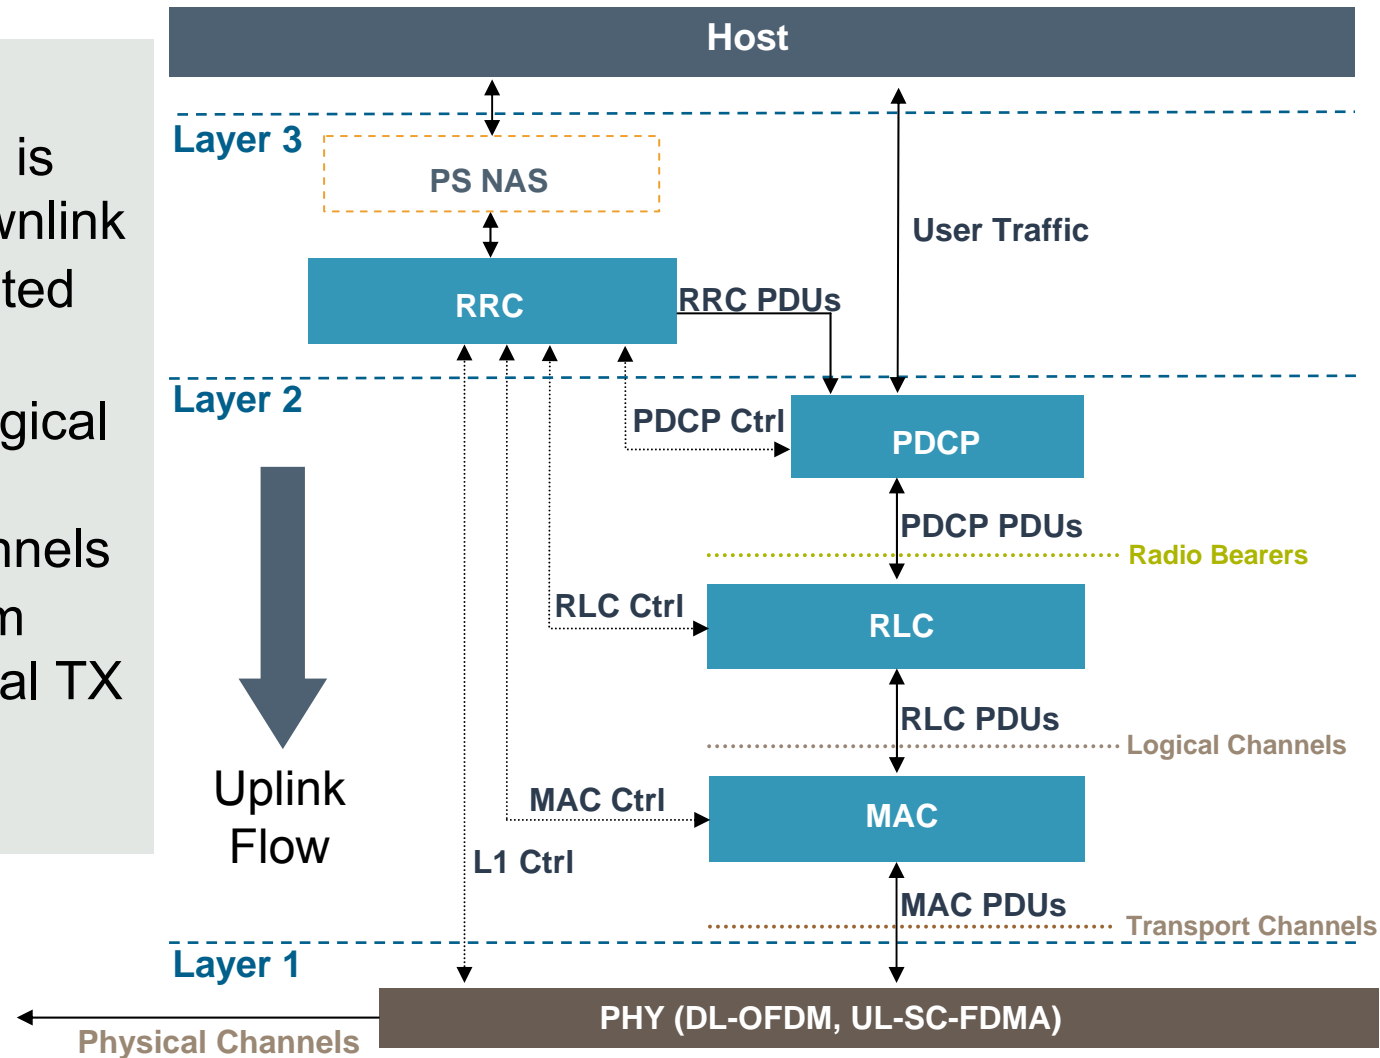 Host
is
wnlink
ted
gical
nnels
m
al TX
Layer 3
PS NAS
User Traffic
RRC
RRC PDUs
Layer 2
PDCP Ctrl
PDCP
PDCP PDUs
Radio Bearers
RLC Ctrl
RLC
RLC PDUs
Logical Channels
Uplink
Flow
MAC Ctrl
MAC
L1 Ctrl
MAC PDUs
Transport Channels
Layer 1
PHY (DL-OFDM, UL-SC-FDMA)
Physical Channels